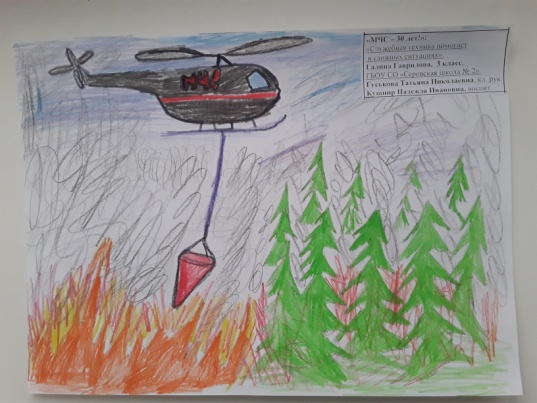 «МЧС – 30 лет!»:
«Служебная техника помогает
в сложных ситуациях».
Галина Гаврилова, 3 класс,
ГБОУ СО «Серовская школа № 2».
Гуськова Татьяна Николаевна, кл. рук
Кушнир Надежда Ивановна, воспит
МЧС